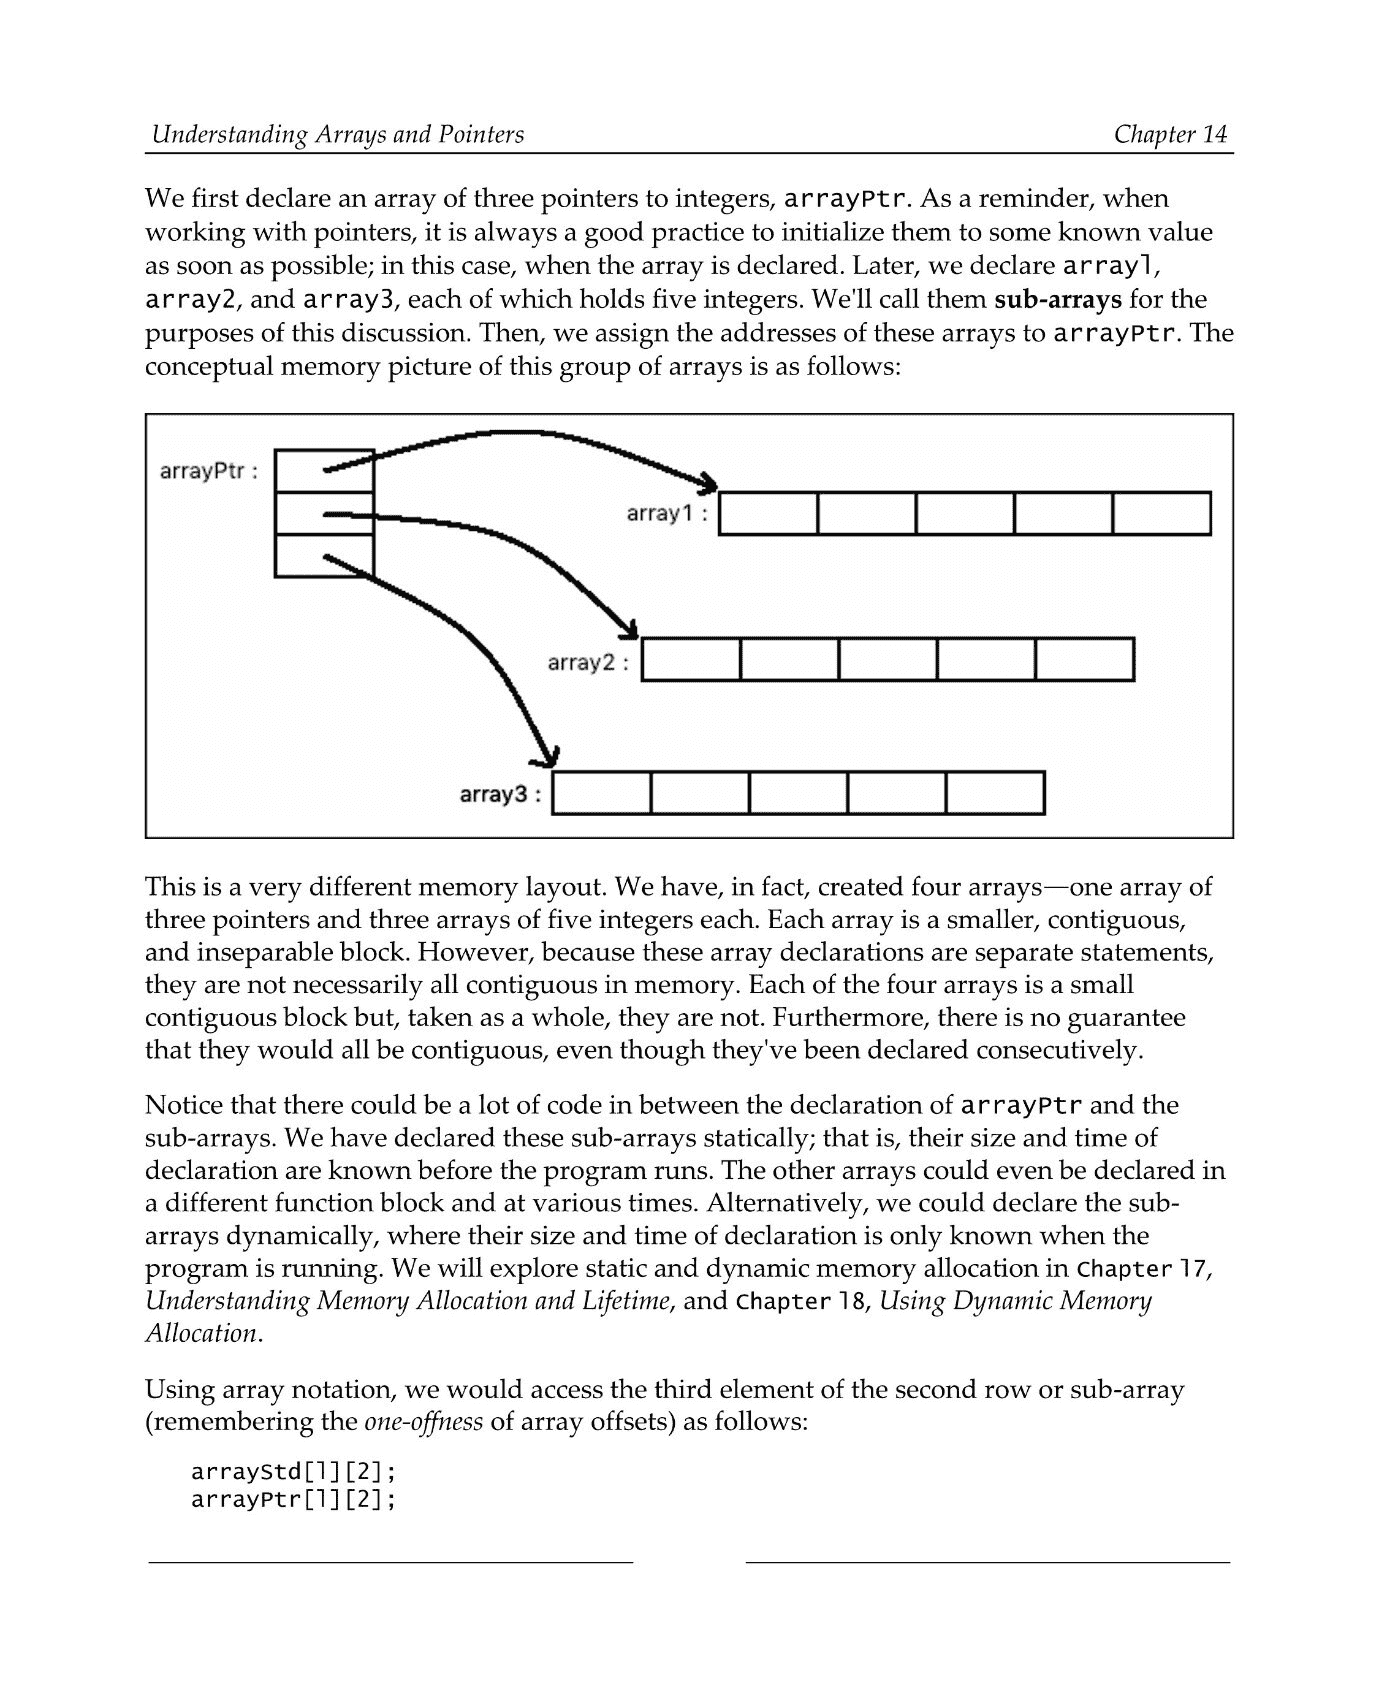 Understanding Arrays and Pointers Chapter 14
We first declare an array of three pointers to integers, arrayPtr. As a reminder, when
working with pointers, it is always a good practice to initialize them to some known value
as soon as possible; in this case, when the array is declared. Later, we declare array1,
array2, and array3, each of which holds five integers. We'll call them sub-arrays for the
purposes of this discussion. Then, we assign the addresses of these arrays to arrayPtr. The
conceptual memory picture of this group of arrays is as follows:
arrayPtr :
array1 :
array2 :
array3 :
This is a very different memory layout. We have, in fact, created four arrays—one array of
three pointers and three arrays of five integers each. Each array is a smaller, contiguous,
and inseparable block. However, because these array declarations are separate statements,
they are not necessarily all contiguous in memory. Each of the four arrays is a small
contiguous block but, taken as a whole, they are not. Furthermore, there is no guarantee
that they would all be contiguous, even though they've been declared consecutively.
Notice that there could be a lot of code in between the declaration of arrayPtr and the
sub-arrays. We have declared these sub-arrays statically; that is, their size and time of
declaration are known before the program runs. The other arrays could even be declared in
a different function block and at various times. Alternatively, we could declare the sub-
arrays dynamically, where their size and time of declaration is only known when the
program is running. We will explore static and dynamic memory allocation in Chapter 17,
Understanding Memory Allocation and Lifetime, and Chapter 18, Using Dynamic Memory
Allocation.
Using array notation, we would access the third element of the second row or sub-array
(remembering the one-offness of array offsets) as follows:
arrayStd[1][2];
arrayPtr[1][2];